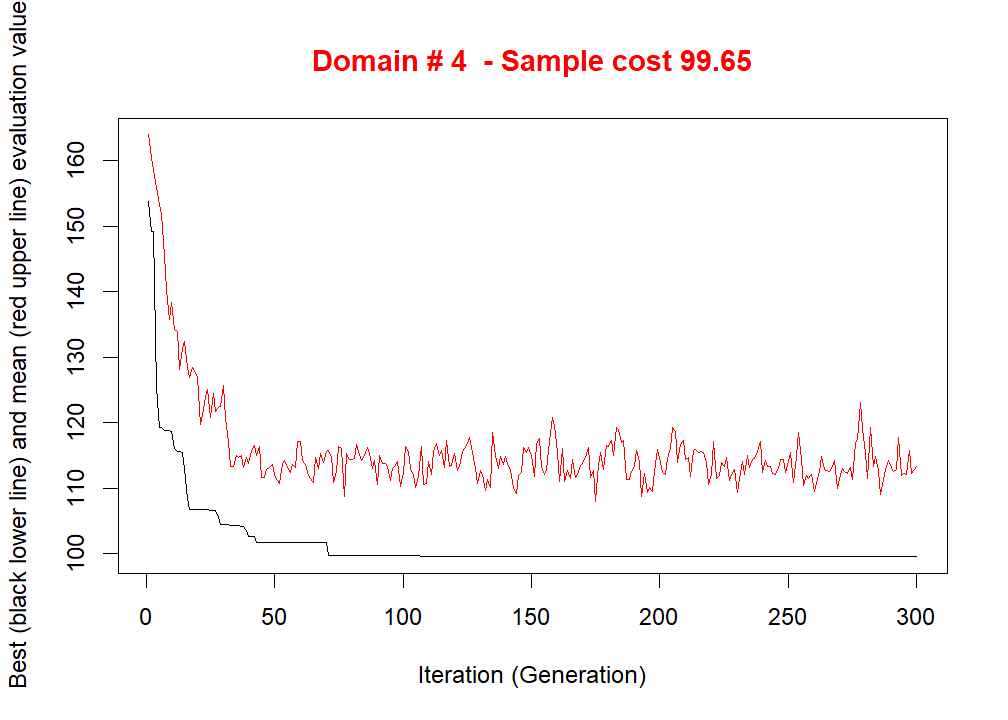 Domain # 4  - Sample cost 99.65
Best (black lower line) and mean (red upper line) evaluation value
160
150
140
130
120
110
100
0 50 100 150 200 250 300
Iteration (Generation)